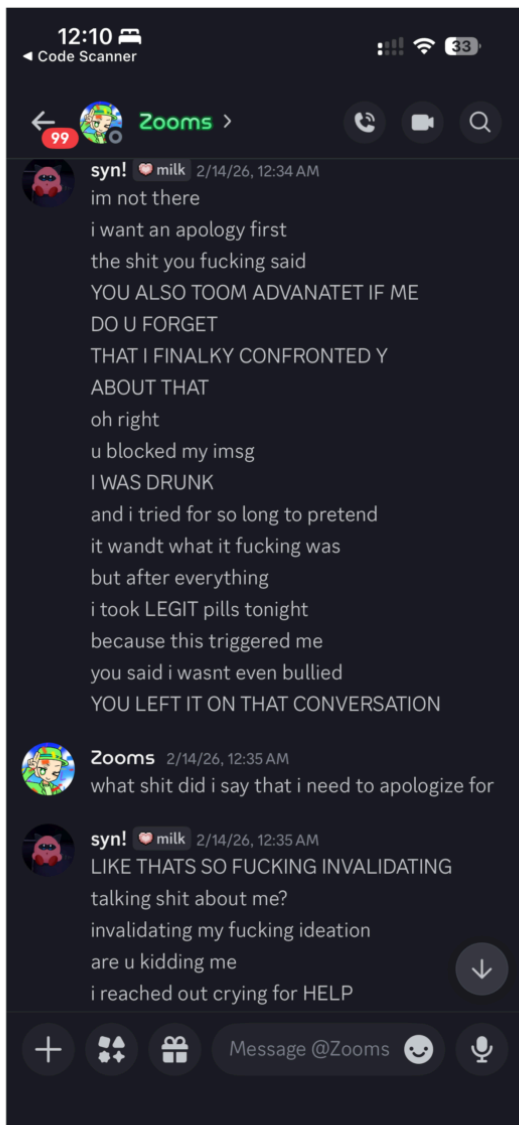 12:10
33
◀ Code Scanner
99
Zooms >
syn! milk 2/14/26, 12:34 AM
im not there
i want an apology first
the shit you fucking said
YOU ALSO TOOM ADVANATET IF ME
DO U FORGET
THAT I FINALKY CONFRONTED Y
ABOUT THAT
oh right
u blocked my imsg
I WAS DRUNK
and i tried for so long to pretend
it wandt what it fucking was
but after everything
i took LEGIT pills tonight
because this triggered me
you said i wasnt even bullied
YOU LEFT IT ON THAT CONVERSATION
Zooms 2/14/26, 12:35 AM
what shit did i say that i need to apologize for
syn! milk 2/14/26, 12:35 AM
LIKE THATS SO FUCKING INVALIDATING
talking shit about me?
invalidating my fucking ideation
are u kidding me
i reached out crying for HELP
Message @Zooms